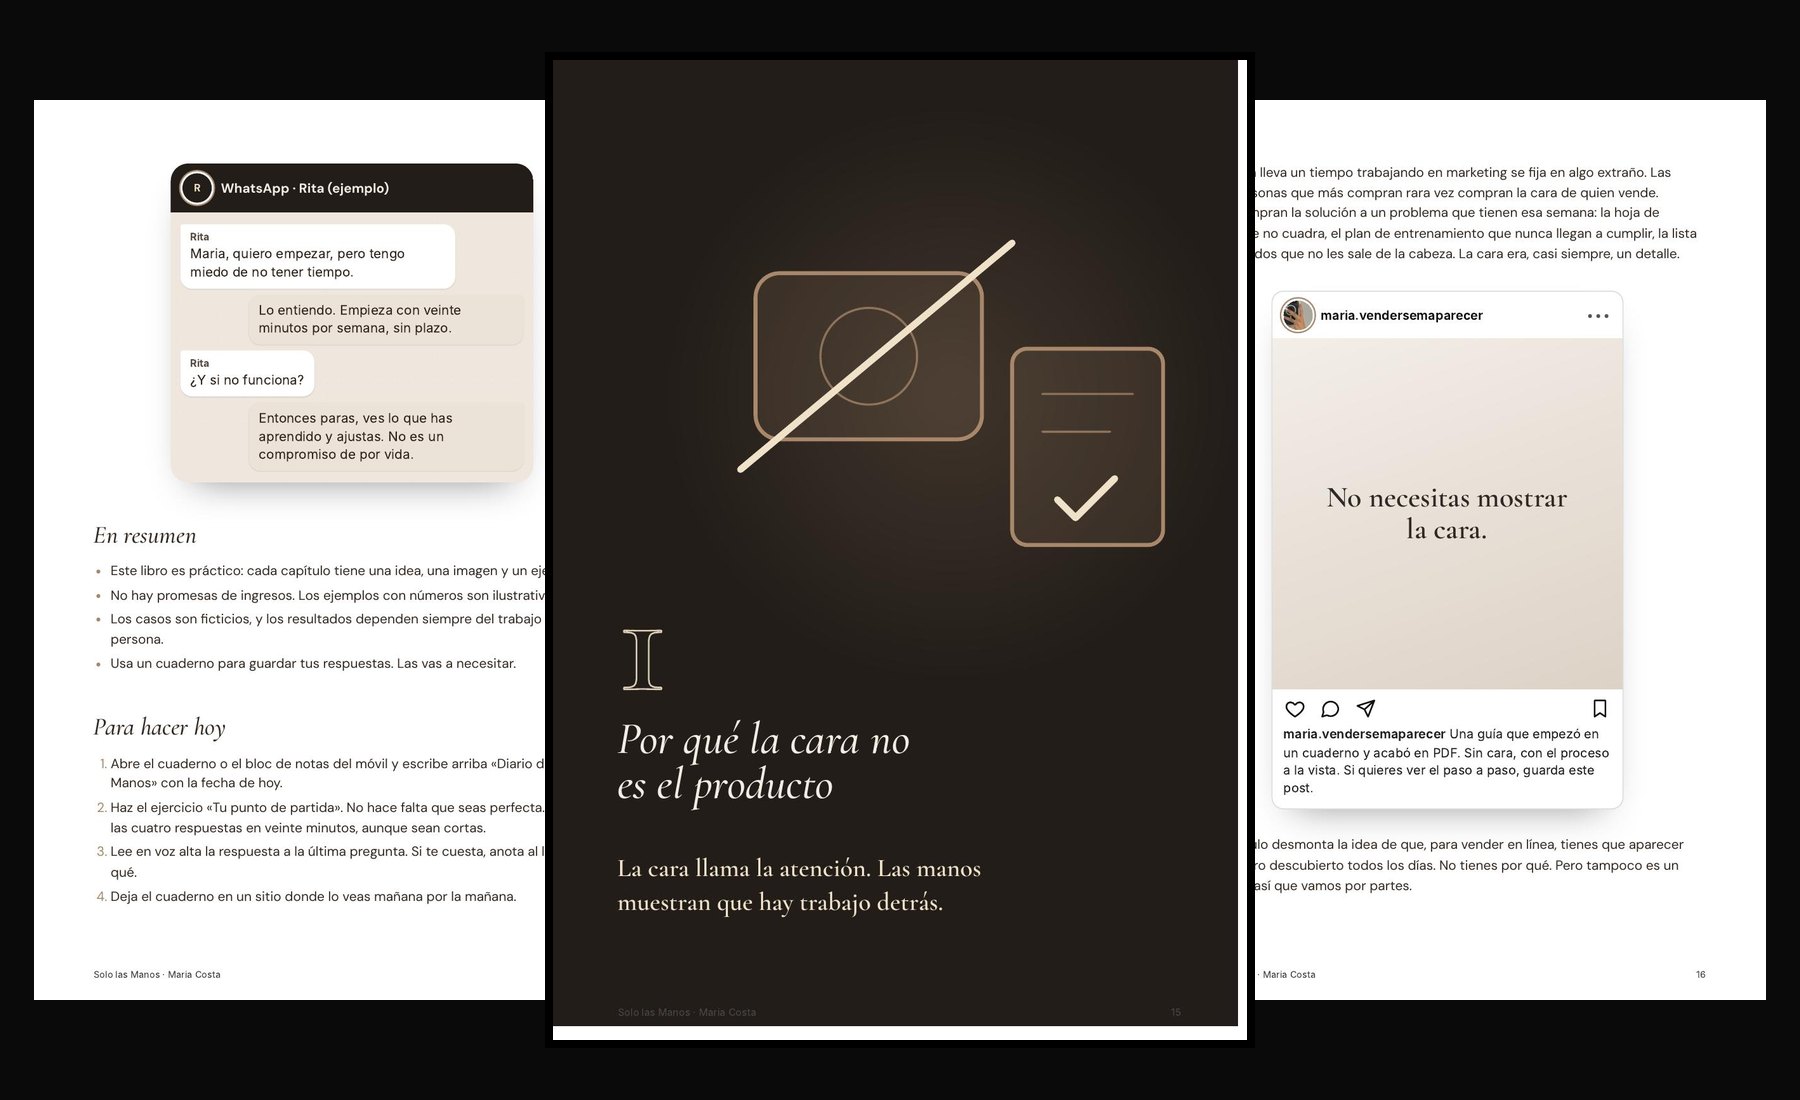 R WhatsApp · Rita (ejemplo)
Rita
Maria, quiero empezar, pero tengo
miedo de no tener tiempo.
Lo entiendo. Empieza con veinte
minutos por semana, sin plazo.
Rita
¿Y si no funciona?
Entonces paras, ves lo que has
aprendido y ajustas. No es un
compromiso de por vida.
En resumen
• Este libro es práctico: cada capítulo tiene una idea, una imagen y un
• No hay promesas de ingresos. Los ejemplos con números son
• Los casos son ficticios, y los resultados dependen siempre del trabajo
persona.
• Usa un cuaderno para guardar tus respuestas. Las vas a necesitar.
Para hacer hoy
1. Abre el cuaderno o el bloc de notas del móvil y escribe arriba «Diario
Manos» con la fecha de hoy.
2. Haz el ejercicio «Tu punto de partida». No hace falta que seas perfecta.
las cuatro respuestas en veinte minutos, aunque sean cortas.
3. Lee en voz alta la respuesta a la última pregunta. Si te cuesta, anota al
qué.
4. Deja el cuaderno en un sitio donde lo veas mañana por la mañana.
Solo las Manos · Maria Costa
I
Por qué la cara no
es el producto
La cara llama la atención. Las manos
muestran que hay trabajo detrás.
Solo las Manos · Maria Costa
15
lleva un tiempo trabajando en marketing se fija en algo extraño. Las
que más compran rara vez compran la cara de quien vende.
la solución a un problema que tienen esa semana: la hoja de
no cuadra, el plan de entrenamiento que nunca llegan a cumplir, la lista
que no les sale de la cabeza. La cara era, casi siempre, un detalle.
maria.vendersemaparecer
No necesitas mostrar
la cara.
maria.vendersemaparecer Una guía que empezó en
un cuaderno y acabó en PDF. Sin cara, con el proceso
a la vista. Si quieres ver el paso a paso, guarda este
post.
desmonta la idea de que, para vender en línea, tienes que aparecer
descubierto todos los días. No tienes por qué. Pero tampoco es un
así que vamos por partes.
· Maria Costa
16